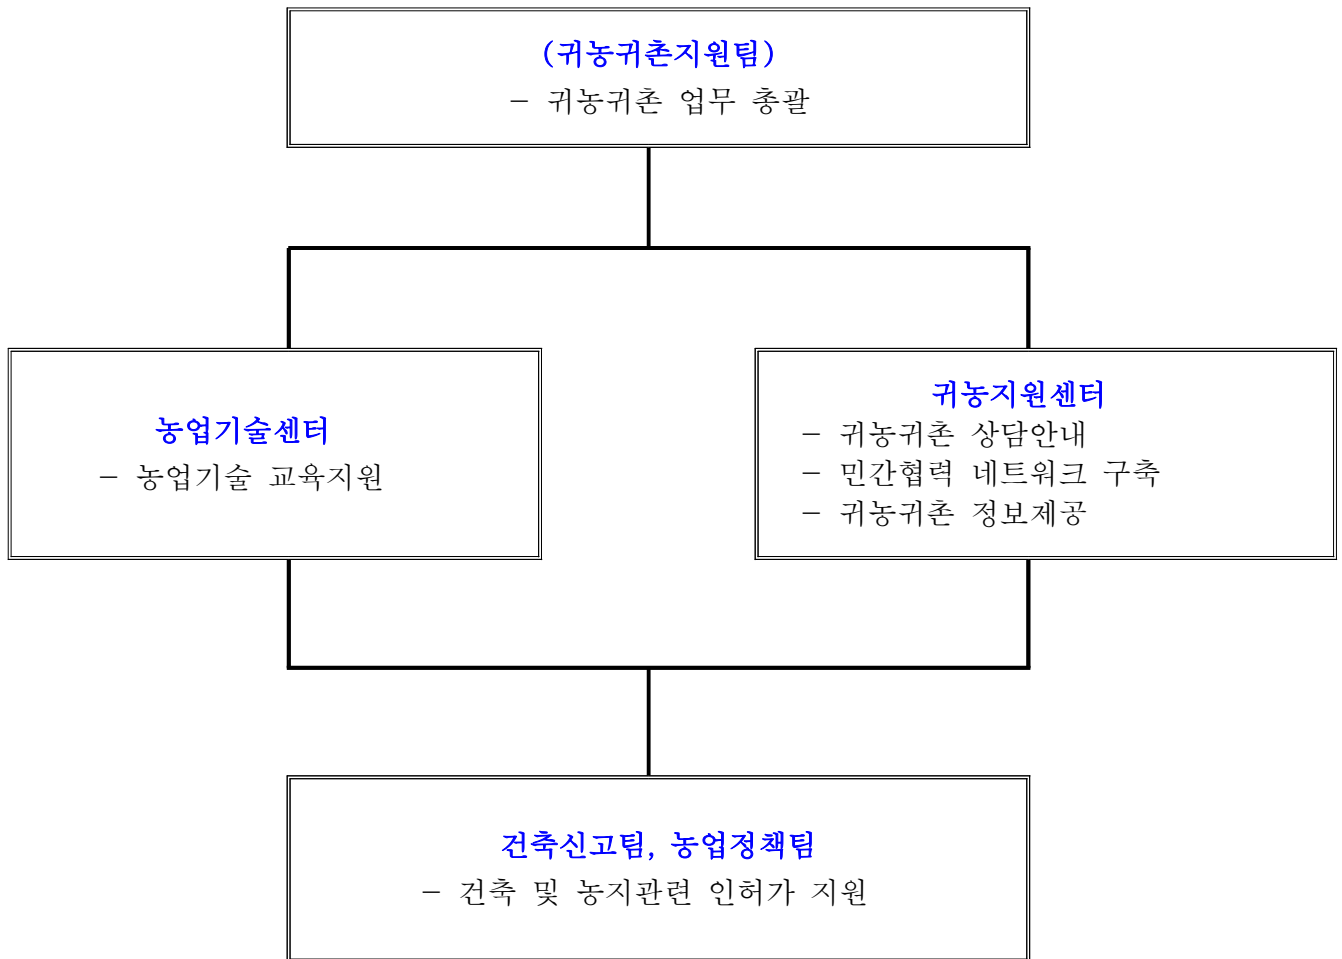 (귀농귀촌지원팀)
- 귀농귀촌 업무 총괄
농업기술센터
- 농업기술 교육지원
귀농지원센터
- 귀농귀촌 상담안내
- 민간협력 네트워크 구축
- 귀농귀촌 정보제공
건축신고팀, 농업정책팀
- 건축 및 농지관련 인허가 지원